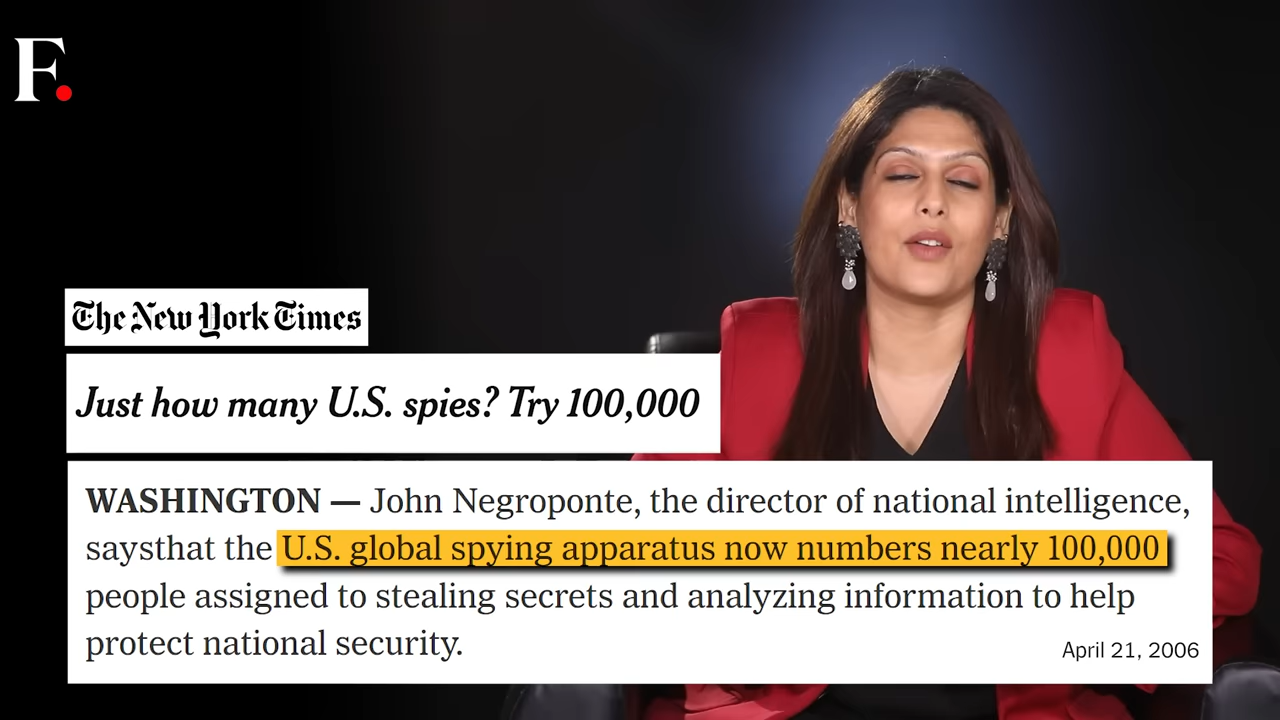 F.
The New York Times
Just how many U.S. spies? Try 100,000
WASHINGTON — John Negroponte, the director of national intelligence,
saysthat the U.S. global spying apparatus now numbers nearly 100,000
people assigned to stealing secrets and analyzing information to help
protect national security.
April 21, 2006